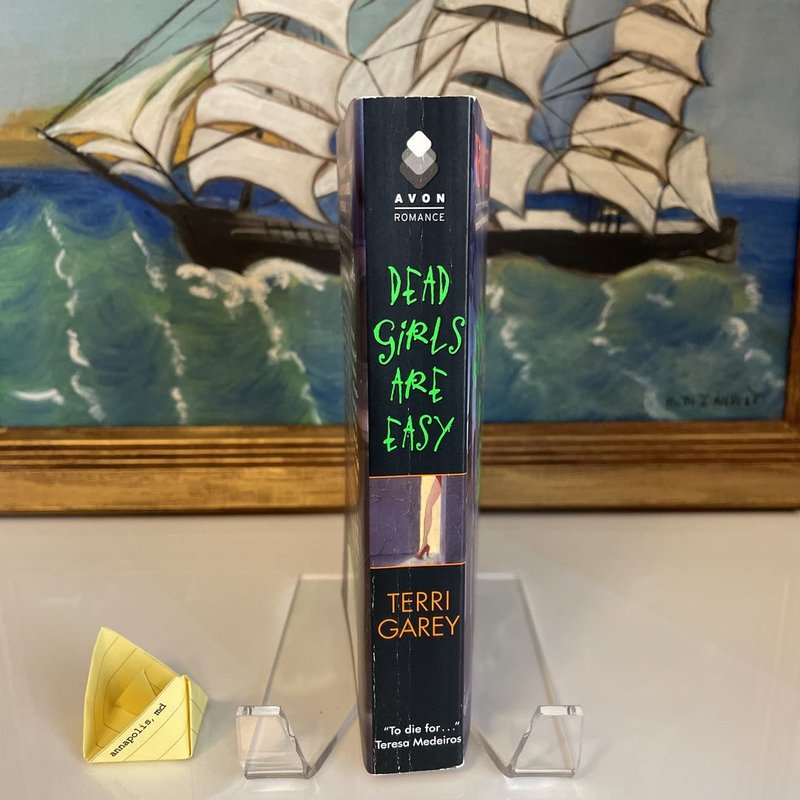 AVON
ROMANCE
DEAD
GIRLS
ARE
EASY
TERRI
GAREY
"To die for..."
Teresa Medeiros
annapolis, md